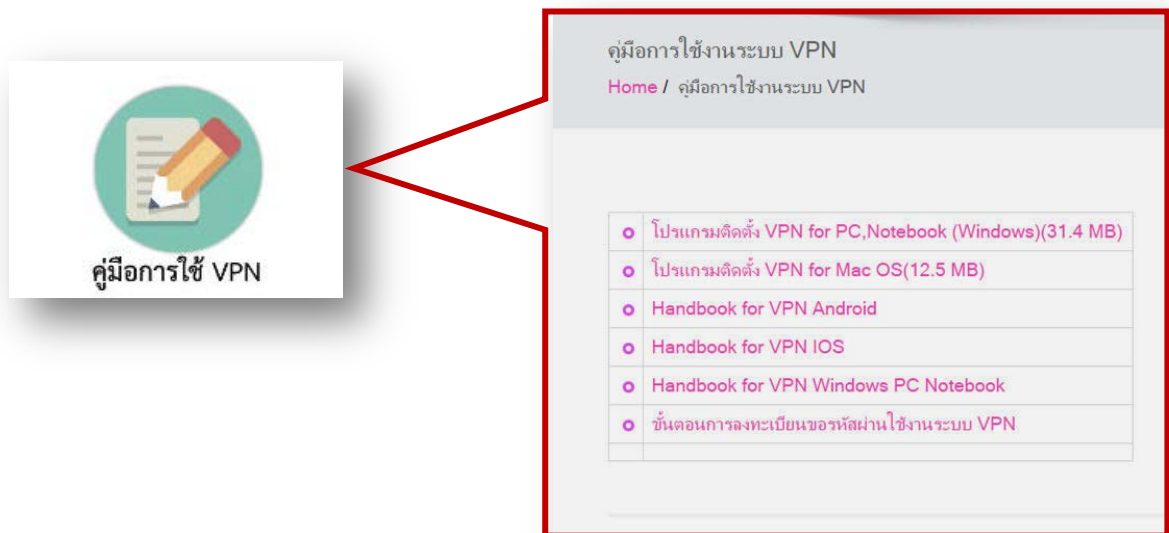 คู่มือการใช้ VPN
คู่มือการใช้งานระบบ VPN
Home / คู่มือการใช้งานระบบ VPN
โปรแกรมติดตั้ง VPN for PC,Notebook (Windows)(31.4 MB)
โปรแกรมติดตั้ง VPN for Mac OS(12.5 MB)
Handbook for VPN Android
Handbook for VPN IOS
Handbook for VPN Windows PC Notebook
ขั้นตอนการลงทะเบียนขอรหัสผ่านใช้งานระบบ VPN